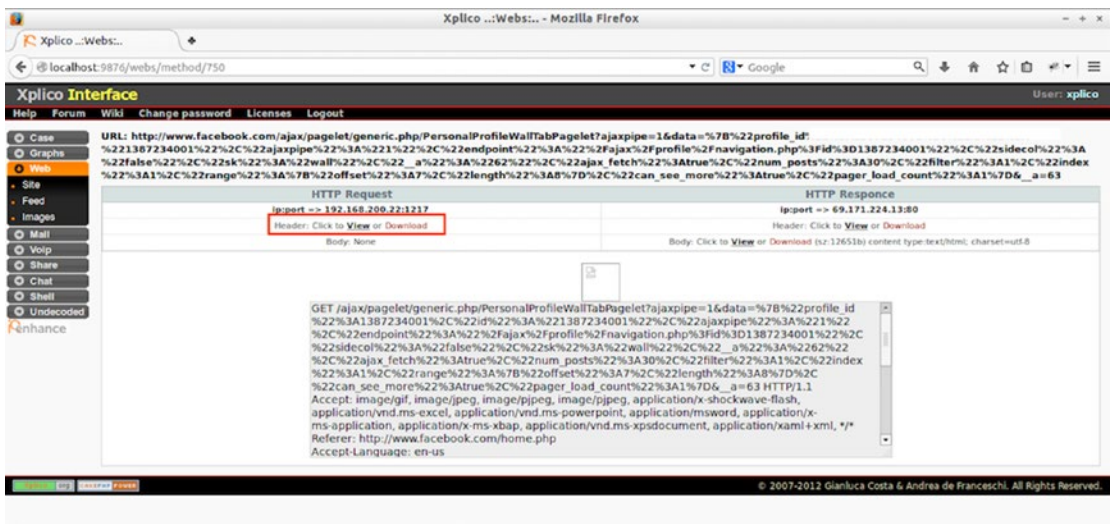 Xplico ..:Webs:.. - Mozilla Firefox
Xplico ..:Webs:..
localhost:9876/webs/method/750
Google
Xplico Interface
User: xplico
Help Forum Wiki Change password Licenses Logout
Case
Graphs
Web
Site
Feed
Images
Mail
Voip
Share
Chat
Shell
Undecoded
enhance
URL: http://www.facebook.com/ajax/pagelet/generic.php/PersonalProfileWallTabPagelet?ajaxpipe=1&data=%7B%22profile_id"
%221387234001%22%2C%22ajaxpipe%22%3A%221%22%2C%22endpoint%22%3A%22%2Fajax%2Fprofile%2Fnavigation.php%3Fid%3D1387234001%22%2C%22sidecol%22%3A
%22false%22%2C%22sk%22%3A%22wall%22%2C%22__a%22%3A%2262%22%2C%22ajax_fetch%22%3Atrue%2C%22num_posts%22%3A30%2C%22filter%22%3A1%2C%22index
%22%3A1%2C%22range%22%3A%7B%22offset%22%3A7%2C%22length%22%3A8%7D%2C%22can_see_more%22%3Atrue%2C%22pager_load_count%22%3A1%7D&__a=63
HTTP Request
HTTP Responce
ip:port => 192.168.200.22:1217
ip:port => 69.171.224.13:80
Header: Click to View or Download
Header: Click to View or Download
Body: None
Body: Click to View or Download (sz:12651b) content type:text/html; charset=utf-8
GET /ajax/pagelet/generic.php/PersonalProfileWallTabPagelet?ajaxpipe=1&data=%7B%22profile_id
%22%3A1387234001%2C%22id%22%3A%221387234001%22%2C%22ajaxpipe%22%3A%221%22
%2C%22endpoint%22%3A%22%2Fajax%2Fprofile%2Fnavigation.php%3Fid%3D1387234001%22%2C
%22sidecol%22%3A%22false%22%2C%22sk%22%3A%22wall%22%2C%22__a%22%3A%2262%22
%2C%22ajax_fetch%22%3Atrue%2C%22num_posts%22%3A30%2C%22filter%22%3A1%2C%22index
%22%3A1%2C%22range%22%3A%7B%22offset%22%3A7%2C%22length%22%3A8%7D%2C
%22can_see_more%22%3Atrue%2C%22pager_load_count%22%3A1%7D&__a=63 HTTP/1.1
Accept: image/gif, image/jpeg, image/pjpeg, image/pjpeg, application/x-shockwave-flash,
application/vnd.ms-excel, application/vnd.ms-powerpoint, application/msword, application/x-
ms-application, application/x-ms-xbap, application/vnd.ms-xpsdocument, application/xaml+xml, */*
Referer: http://www.facebook.com/home.php
Accept-Language: en-us
© 2007-2012 Gianluca Costa & Andrea de Franceschi. All Rights Reserved.